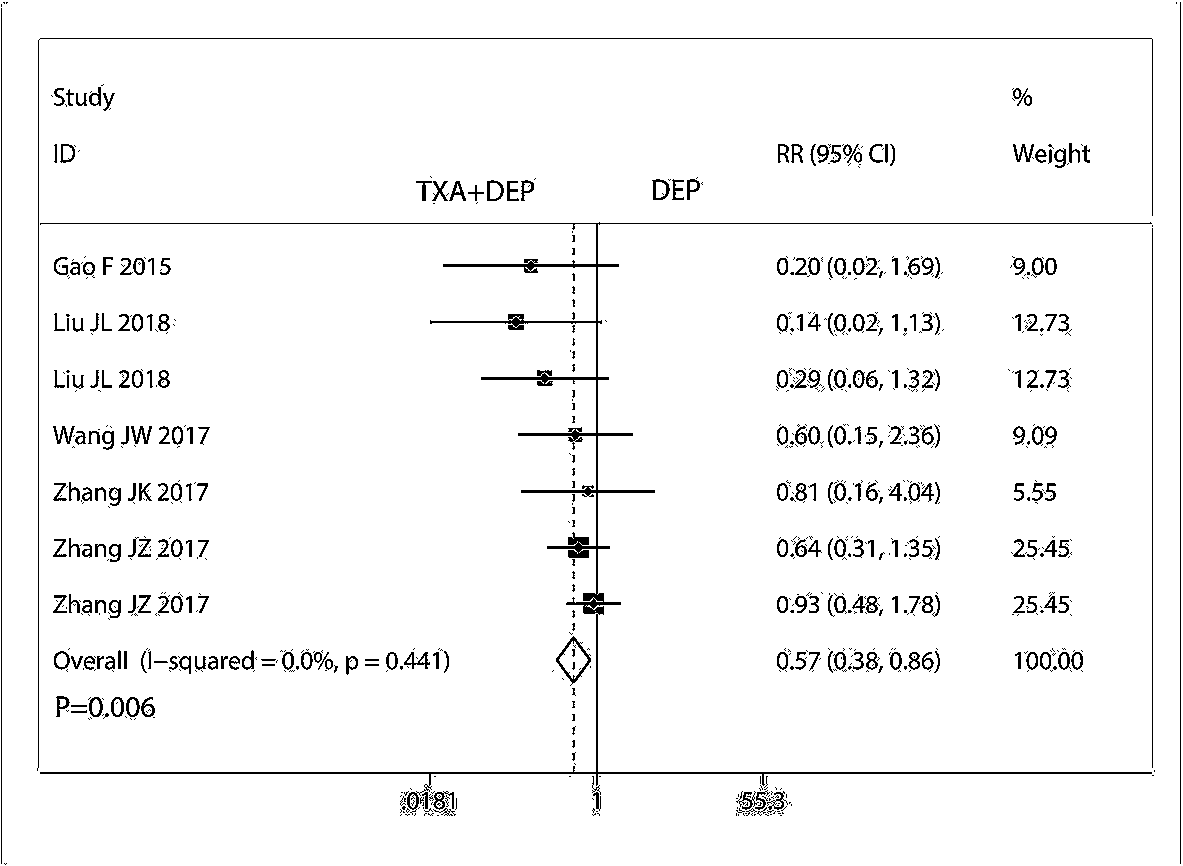 Study %
ID RR (95% CI) Weight
TXA+DEP DEP
Gao F 2015 0.20 (0.02, 1.69) 9.00
Liu JL 2018 0.14 (0.02, 1.13) 12.73
Liu JL 2018 0.29 (0.06, 1.32) 12.73
Wang JW 2017 0.60 (0.15, 2.36) 9.09
Zhang JK 2017 0.81 (0.16, 4.04) 5.55
Zhang JZ 2017 0.64 (0.31, 1.35) 25.45
Zhang JZ 2017 0.93 (0.48, 1.78) 25.45
Overall (I-squared = 0.0%, p = 0.441) 0.57 (0.38, 0.86) 100.00
P=0.006
.0181 1 55.3